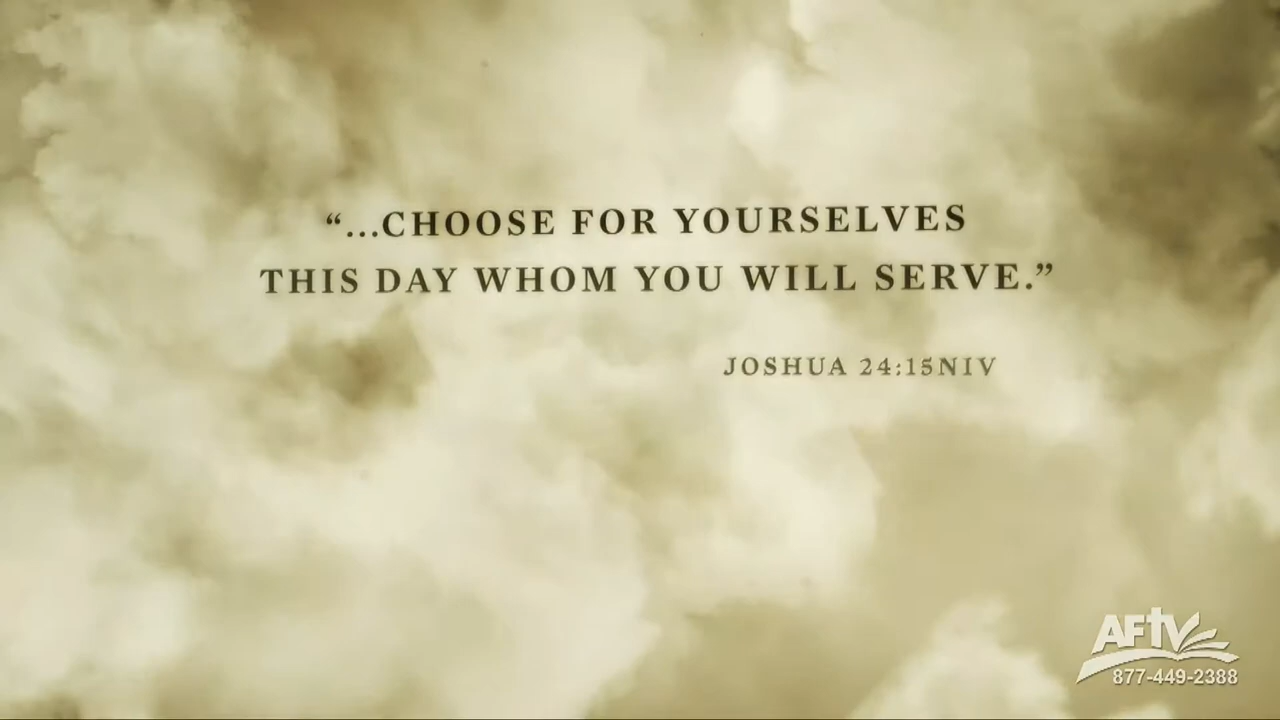 “...CHOOSE FOR YOURSELVES
THIS DAY WHOM YOU WILL SERVE.”
JOSHUA 24:15NIV
AFTV
877-449-2388